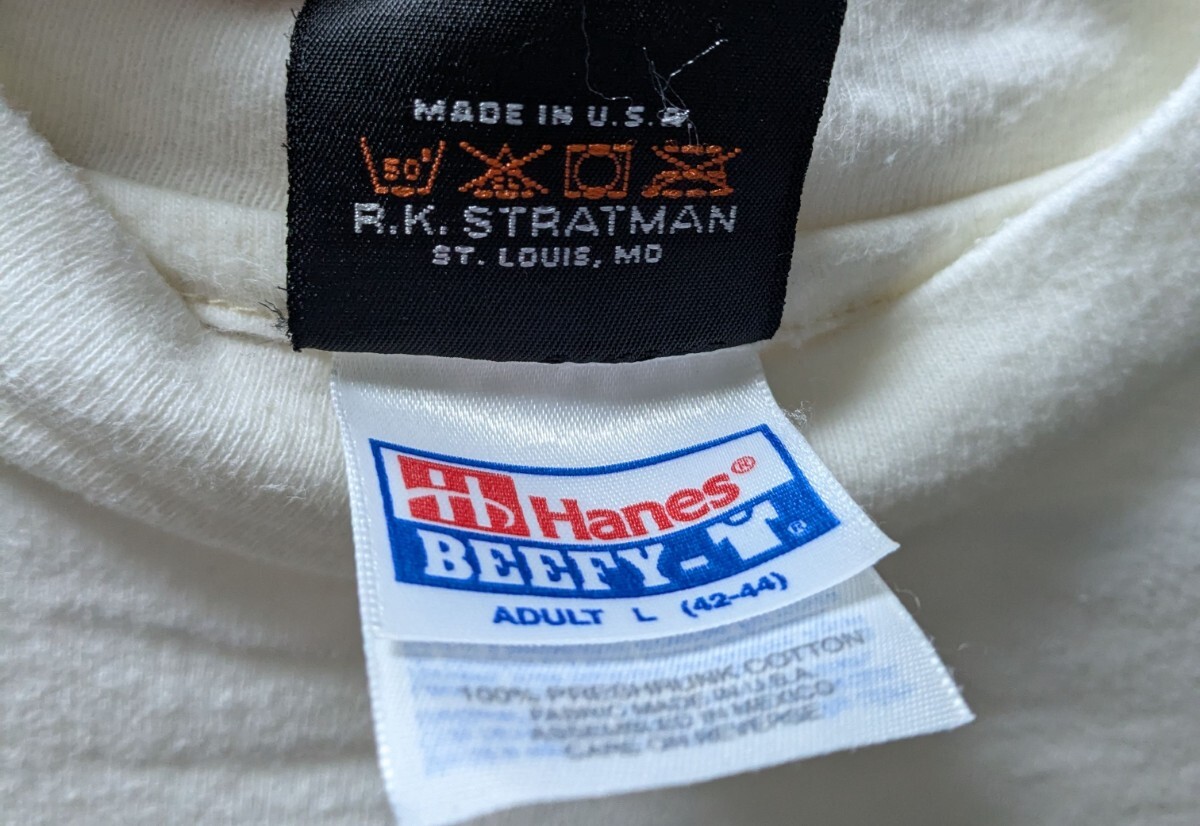 MADE IN U.S.A.
50°
R.K. STRATMAN
ST. LOUIS, MO
Hanes®
BEEFY-T®
ADULT L (42-44)
100% PRESHRUNK COTTON
FABRIC MADE IN U.S.A.
ASSEMBLED IN MEXICO
CARE ON REVERSE